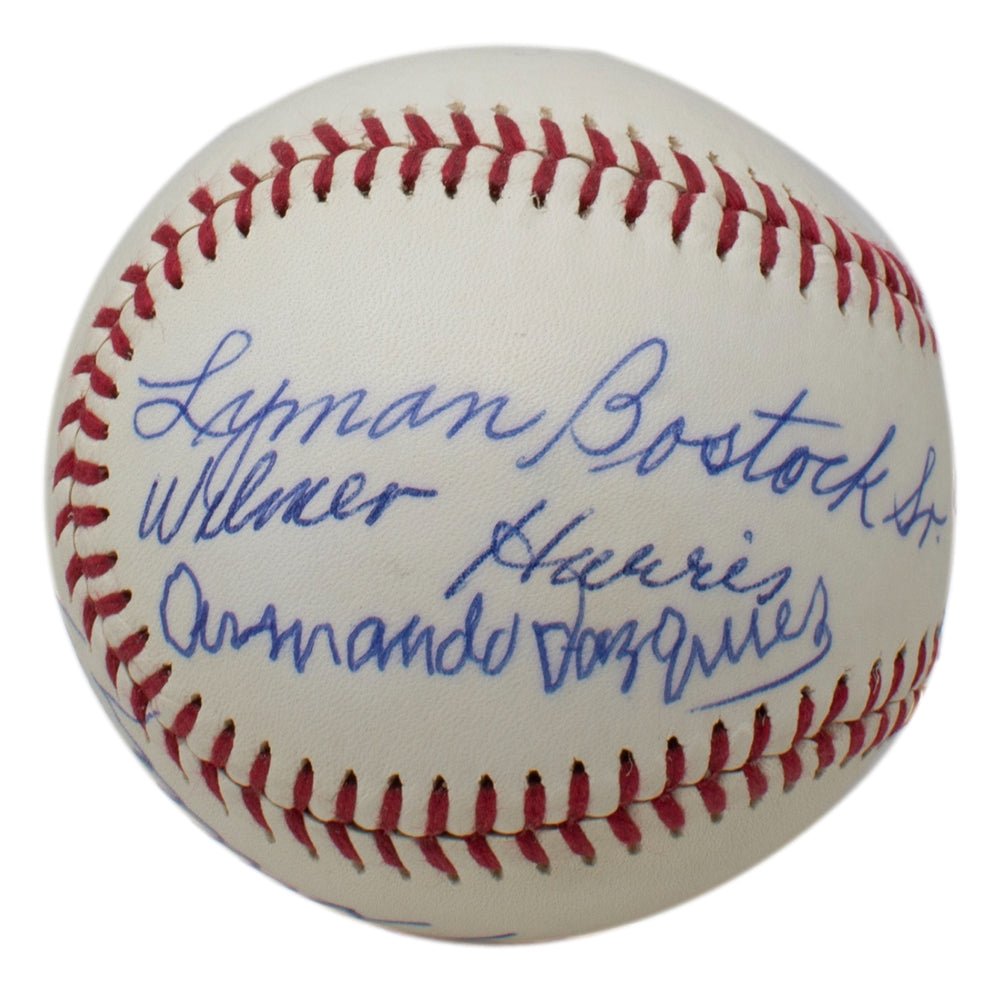 Lyman Bostock Sr.
Wilmer Harris
Armando Vazquez